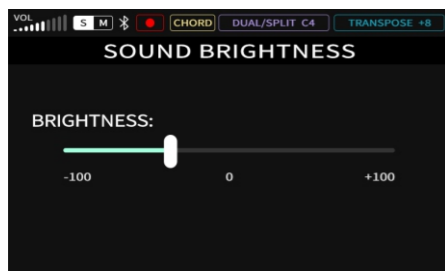 VOL S M CHORD DUAL/SPLIT C4 TRANSPOSE +8
SOUND BRIGHTNESS
BRIGHTNESS:
-100 0 +100